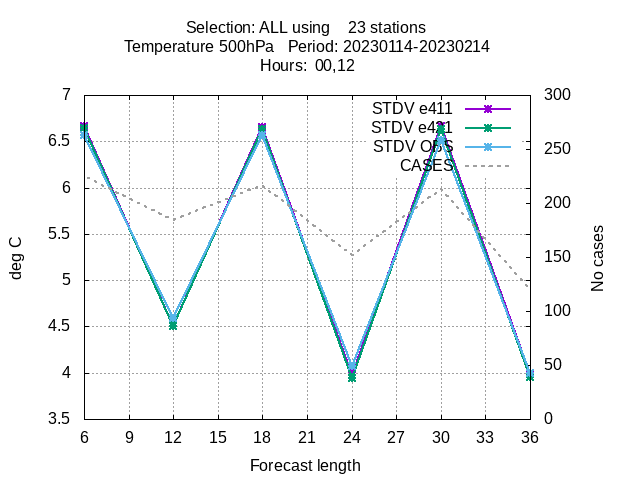 Selection: ALL using    23 stations
Temperature 500hPa   Period: 20230114-20230214
Hours:  00,12
7
6.5
6
5.5
5
4.5
4
3.5
300
250
200
150
100
50
0
STDV e411
STDV e421
STDV OBS
CASES
deg C
No cases
6 9 12 15 18 21 24 27 30 33 36
Forecast length